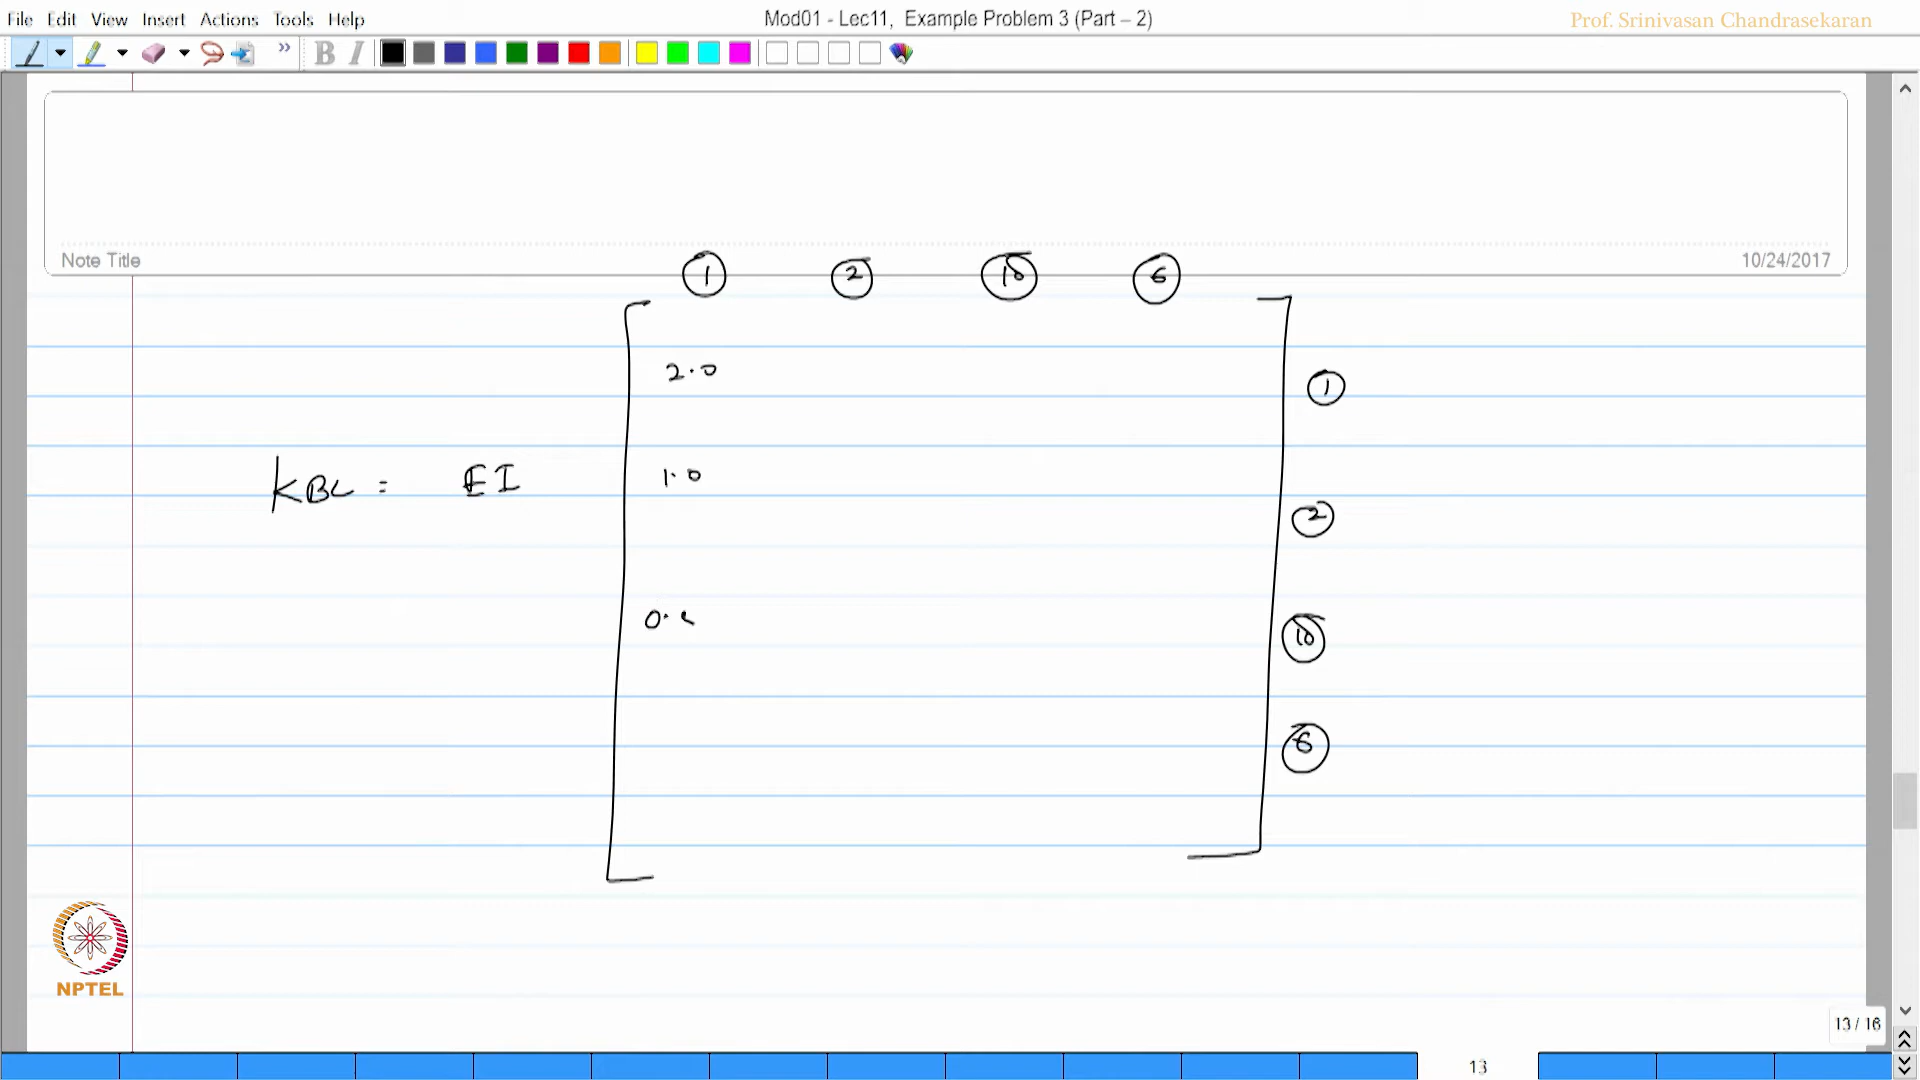 File Edit View Insert Actions Tools Help
Mod01 - Lec11, Example Problem 3 (Part – 2)
Prof. Srinivasan Chandrasekaran
B I
Note Title
10/24/2017
1 2 10 6
2.0
1
KBC = EI
1.0
2
0.
10
6
NPTEL
13 / 16
13